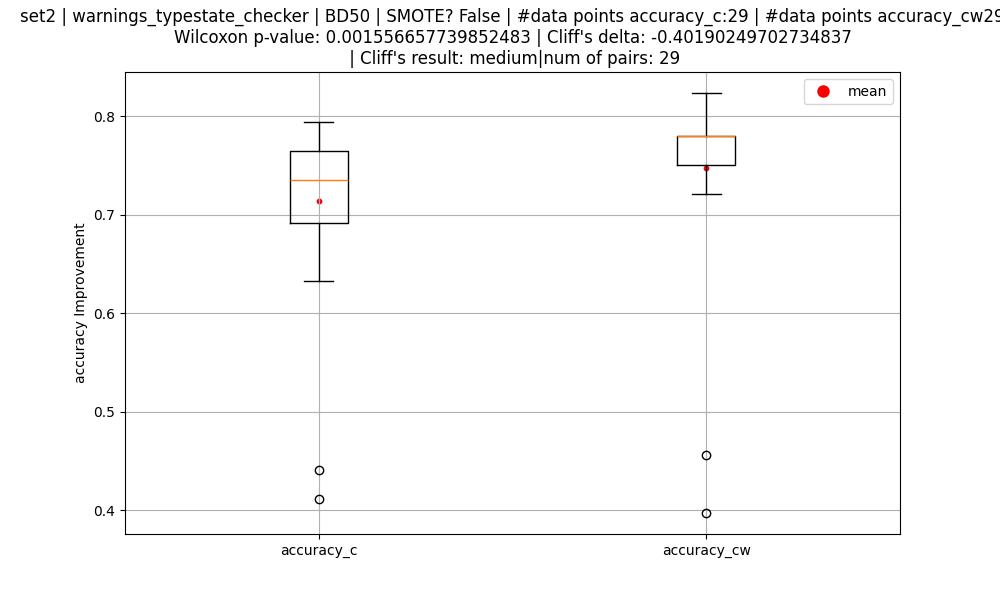 set2 | warnings_typestate_checker | BD50 | SMOTE? False | #data points accuracy_c:29 | #data points accuracy_cw29
Wilcoxon p-value: 0.001556657739852483 | Cliff's delta: -0.40190249702734837
| Cliff's result: medium|num of pairs: 29
mean
0.8
0.7
0.6
0.5
0.4
accuracy Improvement
accuracy_c
accuracy_cw